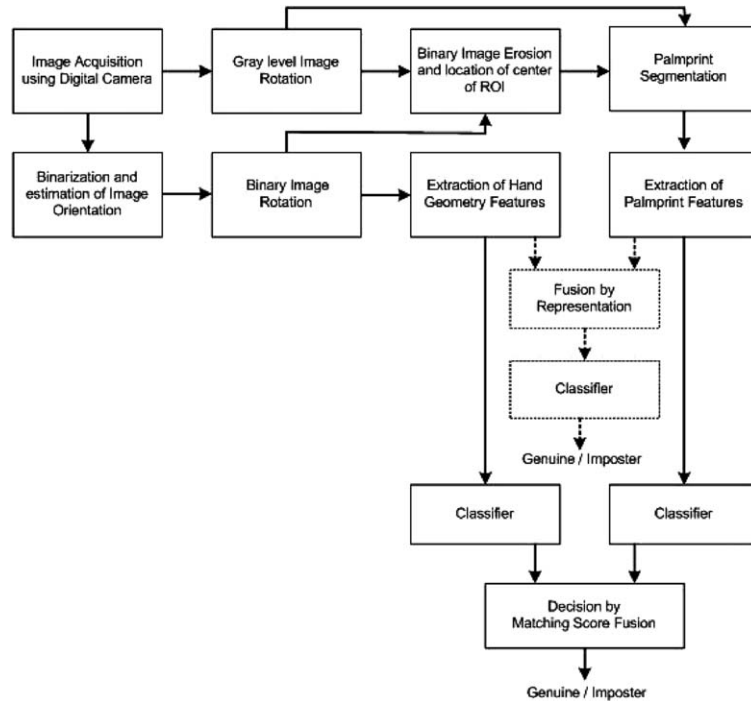 Image Acquisition
using Digital Camera
Gray level Image
Rotation
Binary Image Erosion
and location of center
of ROI
Palmprint
Segmentation
Binarization and
estimation of Image
Orientation
Binary Image
Rotation
Extraction of Hand
Geometry Features
Extraction of
Palmprint Features
Fusion by
Representation
Classifier
Genuine / Imposter
Classifier
Classifier
Decision by
Matching Score Fusion
Genuine / Imposter